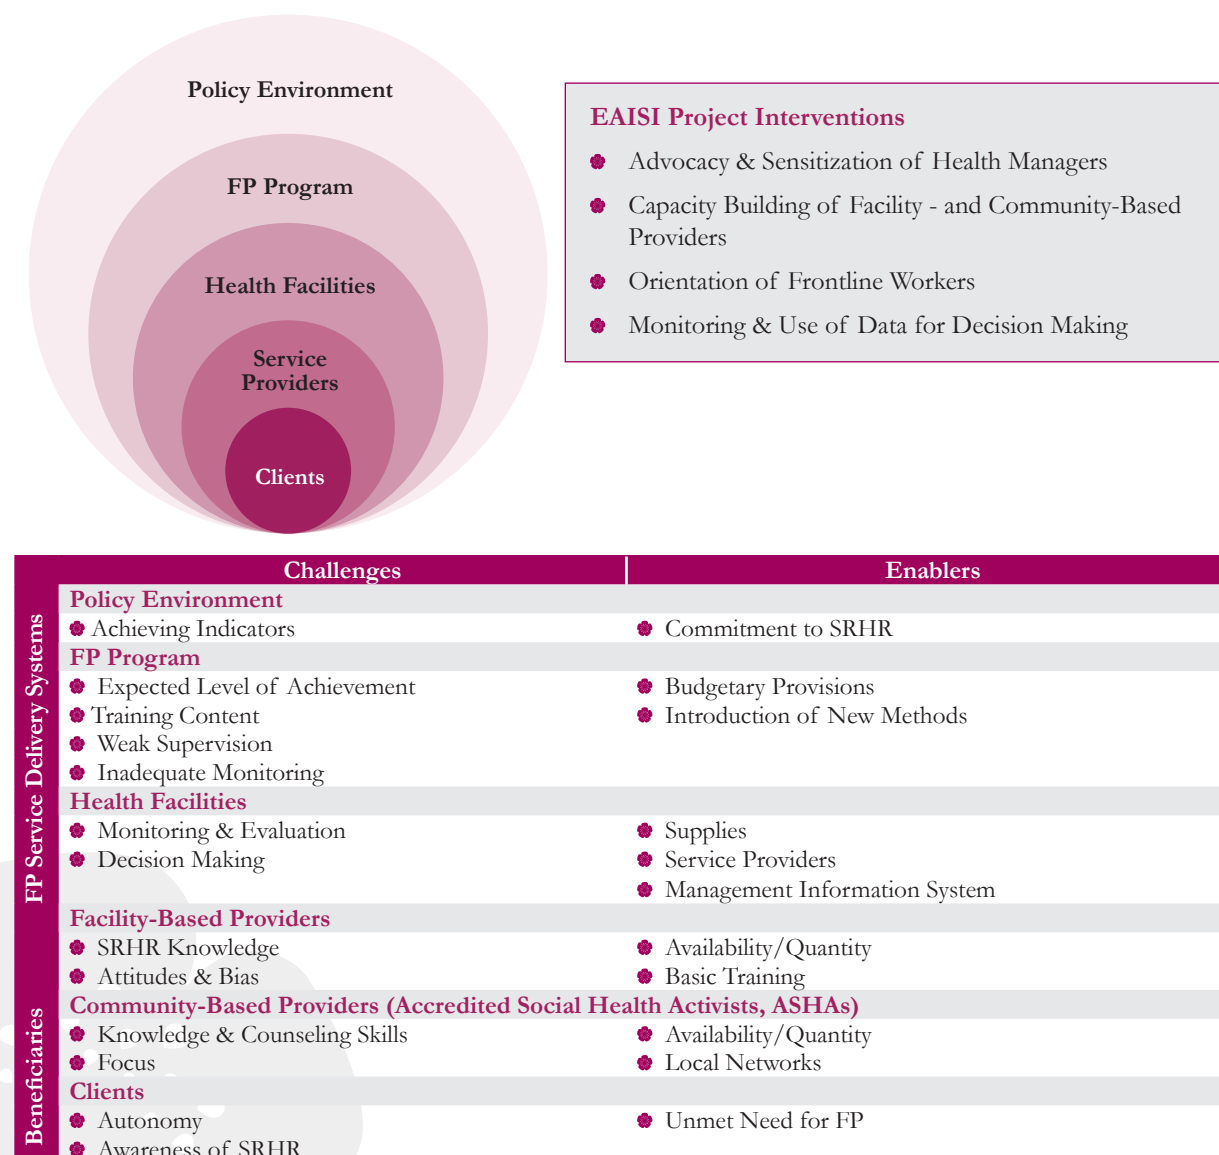 Policy Environment
FP Program
Health Facilities
Service
Providers
Clients
EAISI Project Interventions
Advocacy & Sensitization of Health Managers
Capacity Building of Facility - and Community-Based
Providers
Orientation of Frontline Workers
Monitoring & Use of Data for Decision Making
Challenges
Enablers
FP Service Delivery Systems
Policy Environment
Achieving Indicators
Commitment to SRHR
FP Program
Expected Level of Achievement
Training Content
Weak Supervision
Inadequate Monitoring
Budgetary Provisions
Introduction of New Methods
Health Facilities
Monitoring & Evaluation
Decision Making
Supplies
Service Providers
Management Information System
Facility-Based Providers
SRHR Knowledge
Attitudes & Bias
Availability/Quantity
Basic Training
Beneficiaries
Community-Based Providers (Accredited Social Health Activists, ASHAs)
Knowledge & Counseling Skills
Focus
Availability/Quantity
Local Networks
Clients
Autonomy
Awareness of SRHR
Unmet Need for FP